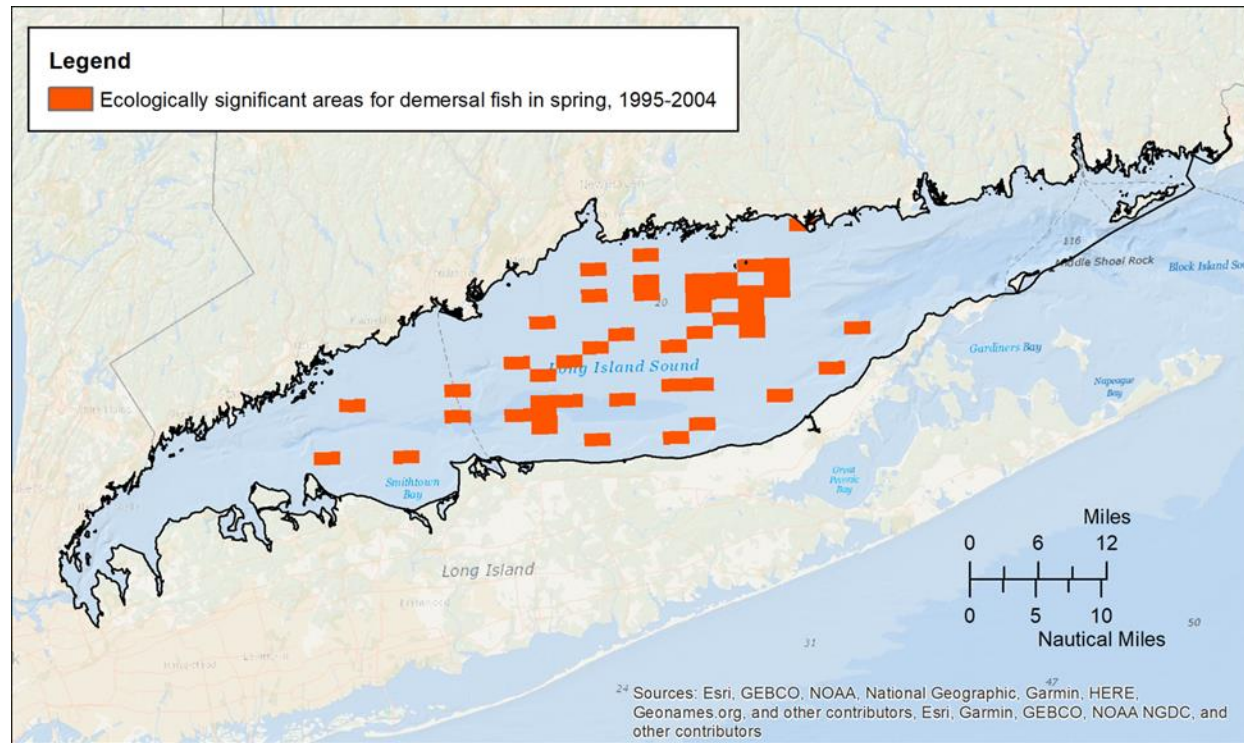 Legend
Ecologically significant areas for demersal fish in spring, 1995-2004
116
Middle Shoal Rock
Block Island Sou
20
Long Island Sound
Gardiners Bay
Napeague
Bay
Smithtown
Bay
Great
Peconic
Bay
Long Island
Miles
0 6 12
0 5 10
Nautical Miles
50
31
47
24
Sources: Esri, GEBCO, NOAA, National Geographic, Garmin, HERE,
Geonames.org, and other contributors, Esri, Garmin, GEBCO, NOAA NGDC, and
other contributors